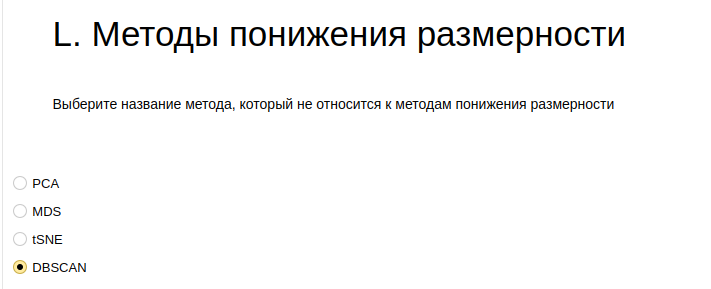 L. Методы понижения размерности
Выберите название метода, который не относится к методам понижения размерности
PCA
MDS
tSNE
DBSCAN